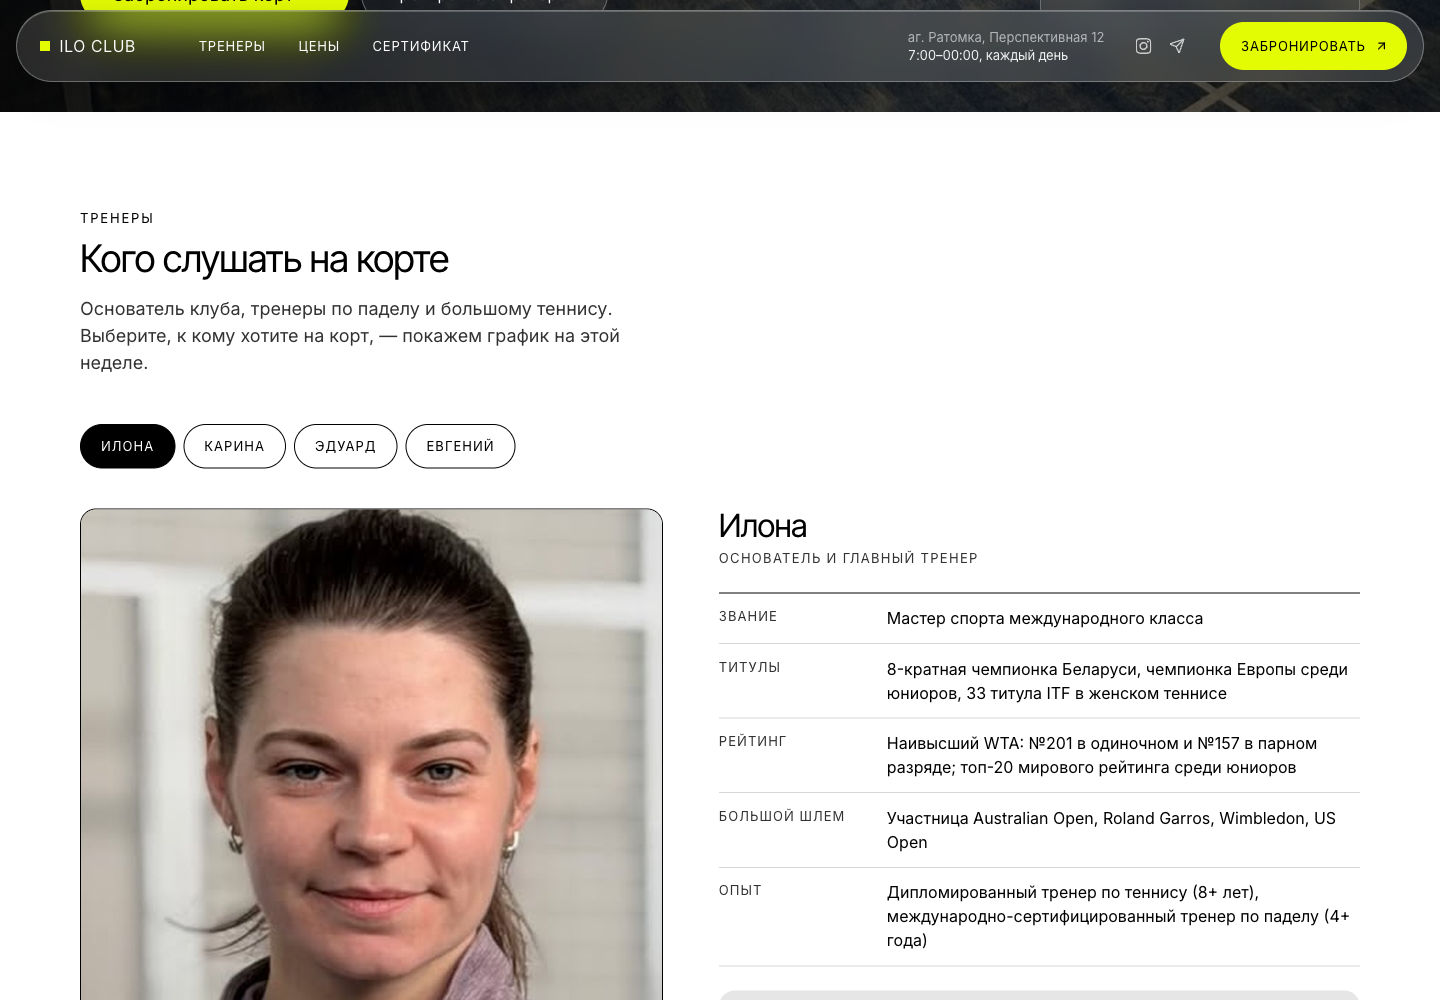 ILO CLUB
ТРЕНЕРЫ ЦЕНЫ СЕРТИФИКАТ
аг. Ратомка, Перспективная 12
7:00–00:00, каждый день
ЗАБРОНИРОВАТЬ
ТРЕНЕРЫ
Кого слушать на корте
Основатель клуба, тренеры по паделу и большому теннису.
Выберите, к кому хотите на корт, — покажем график на этой
неделе.
ИЛОНА КАРИНА ЭДУАРД ЕВГЕНИЙ
Илона
ОСНОВАТЕЛЬ И ГЛАВНЫЙ ТРЕНЕР
ЗВАНИЕ Мастер спорта международного класса
ТИТУЛЫ 8-кратная чемпионка Беларуси, чемпионка Европы среди
юниоров, 33 титула ITF в женском теннисе
РЕЙТИНГ Наивысший WTA: №201 в одиночном и №157 в парном
разряде; топ-20 мирового рейтинга среди юниоров
БОЛЬШОЙ ШЛЕМ Участница Australian Open, Roland Garros, Wimbledon, US
Open
ОПЫТ Дипломированный тренер по теннису (8+ лет),
международно-сертифицированный тренер по паделу (4+
года)